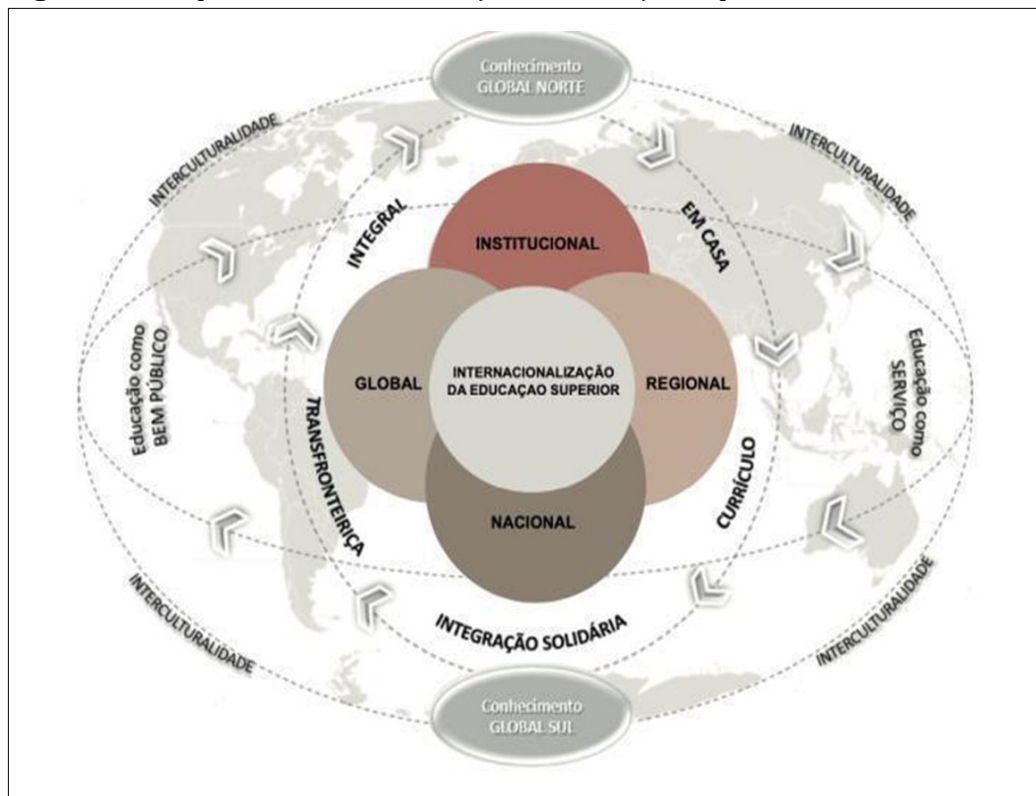 Conhecimento
GLOBAL NORTE
INTERCULTURALIDADE
INTERCULTURALIDADE
INTEGRAL
EM CASA
INSTITUCIONAL
Educação como
BEM PÚBLICO
GLOBAL
INTERNACIONALIZAÇÃO
DA EDUCAÇAO SUPERIOR
REGIONAL
Educação como
SERVIÇO
TRANSFRONTEIRIÇA
CURRÍCULO
NACIONAL
INTERCULTURALIDADE
INTEGRAÇÃO SOLIDÁRIA
INTERCULTURALIDADE
Conhecimento
GLOBAL SUL